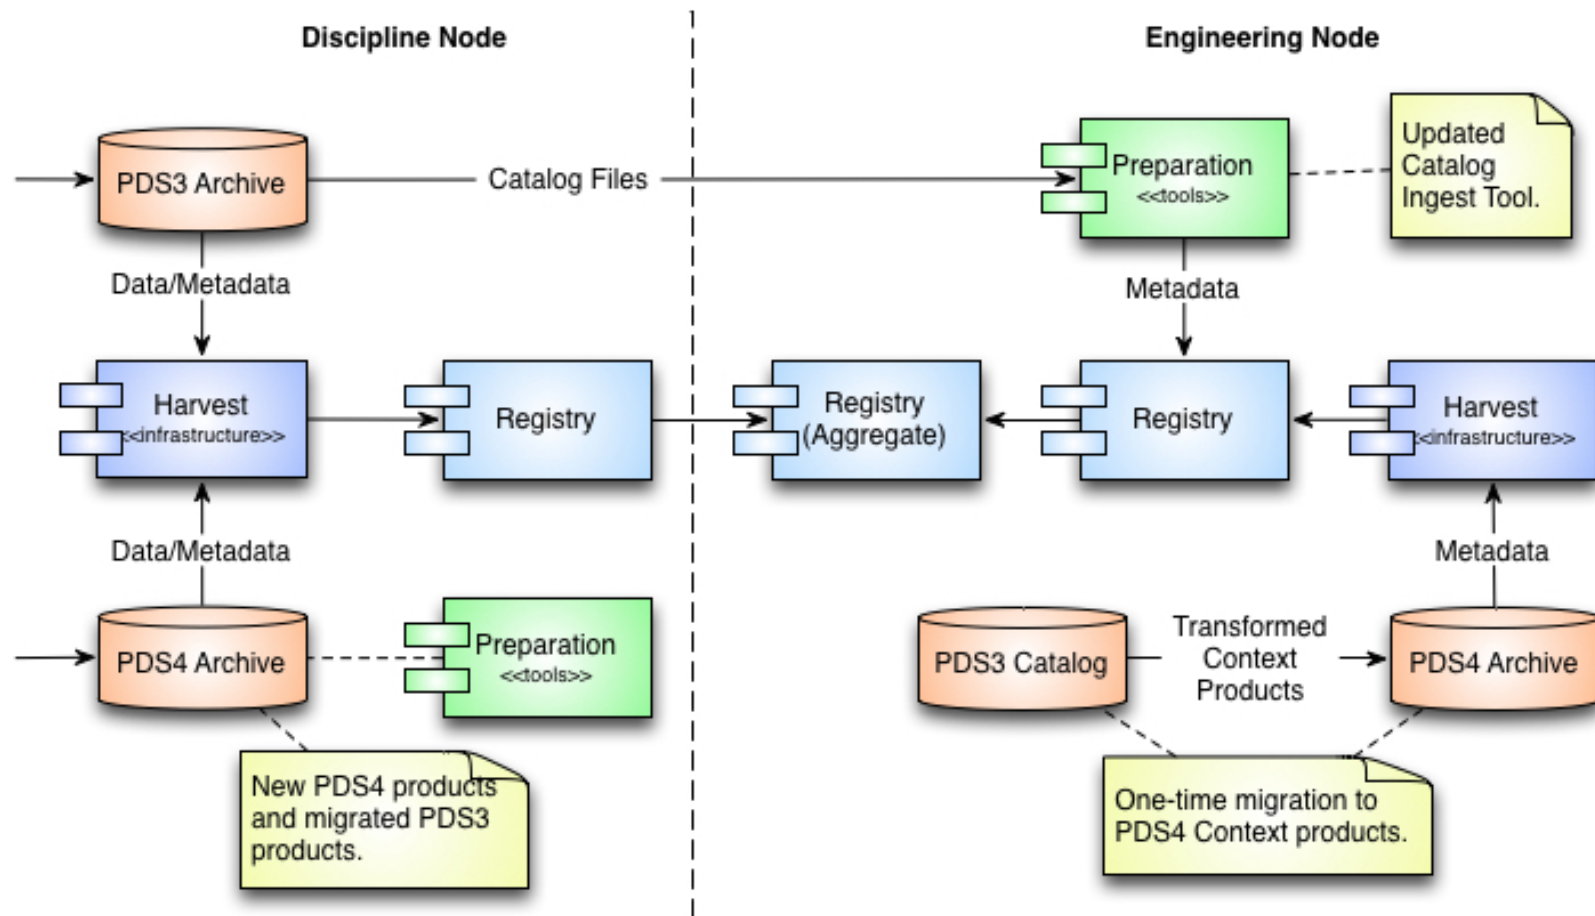 Discipline Node
Engineering Node
PDS3 Archive
Catalog Files
Preparation
<<tools>>
Updated
Catalog
Ingest Tool.
Data/Metadata
Metadata
Harvest
<<infrastructure>>
Registry
Registry
(Aggregate)
Registry
Harvest
<<infrastructure>>
Data/Metadata
Metadata
PDS4 Archive
Preparation
<<tools>>
PDS3 Catalog
Transformed
Context
Products
PDS4 Archive
New PDS4 products
and migrated PDS3
products.
One-time migration to
PDS4 Context products.